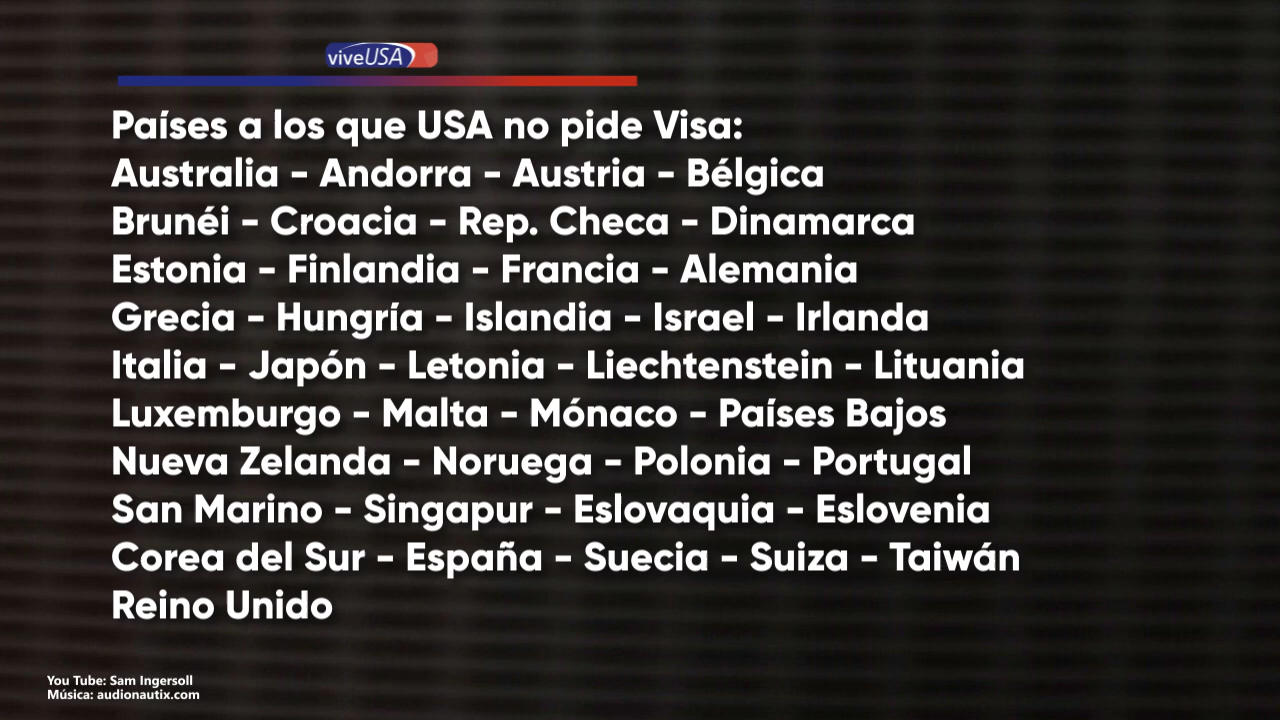 viveUSA
Países a los que USA no pide Visa:
Australia - Andorra - Austria - Bélgica
Brunéi - Croacia - Rep. Checa - Dinamarca
Estonia - Finlandia - Francia - Alemania
Grecia - Hungría - Islandia - Israel - Irlanda
Italia - Japón - Letonia - Liechtenstein - Lituania
Luxemburgo - Malta - Mónaco - Países Bajos
Nueva Zelanda - Noruega - Polonia - Portugal
San Marino - Singapur - Eslovaquia - Eslovenia
Corea del Sur - España - Suecia - Suiza - Taiwán
Reino Unido
You Tube: Sam Ingersoll
Música: audionautix.com